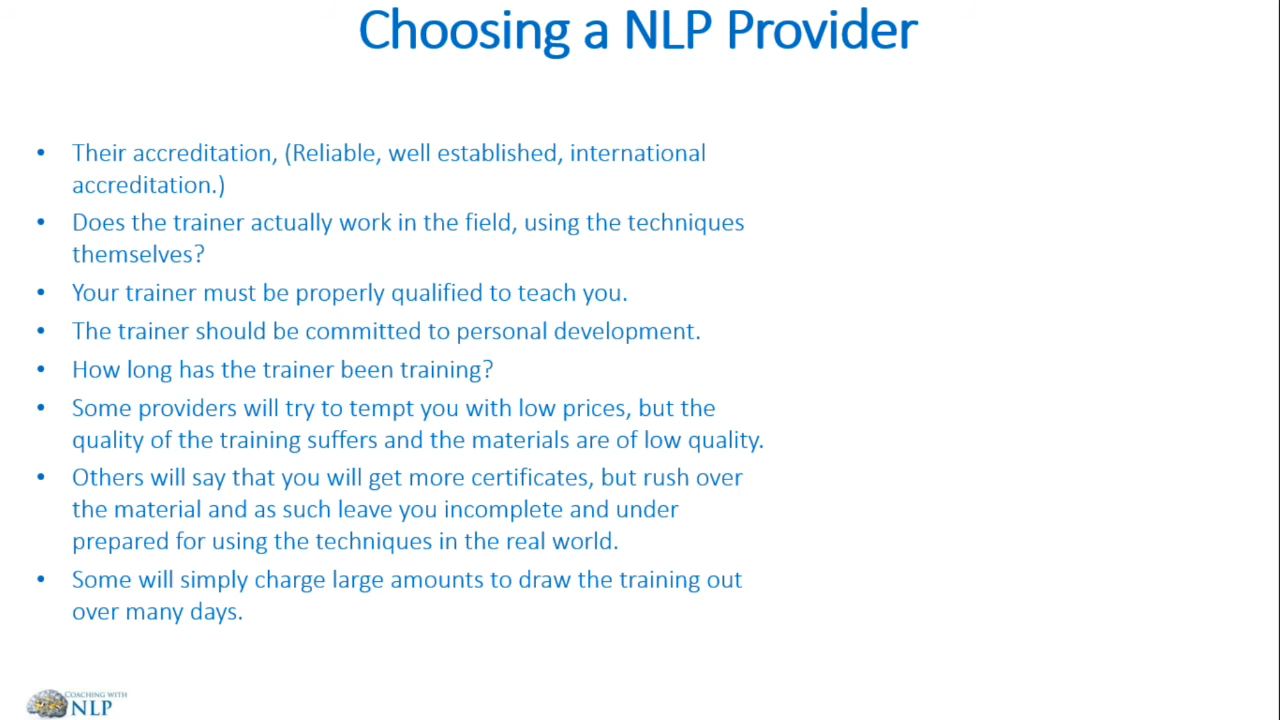 Choosing a NLP Provider
• Their accreditation, (Reliable, well established, international
accreditation.)
• Does the trainer actually work in the field, using the techniques
themselves?
• Your trainer must be properly qualified to teach you.
• The trainer should be committed to personal development.
• How long has the trainer been training?
• Some providers will try to tempt you with low prices, but the
quality of the training suffers and the materials are of low quality.
• Others will say that you will get more certificates, but rush over
the material and as such leave you incomplete and under
prepared for using the techniques in the real world.
• Some will simply charge large amounts to draw the training out
over many days.
COACHING WITH
NLP